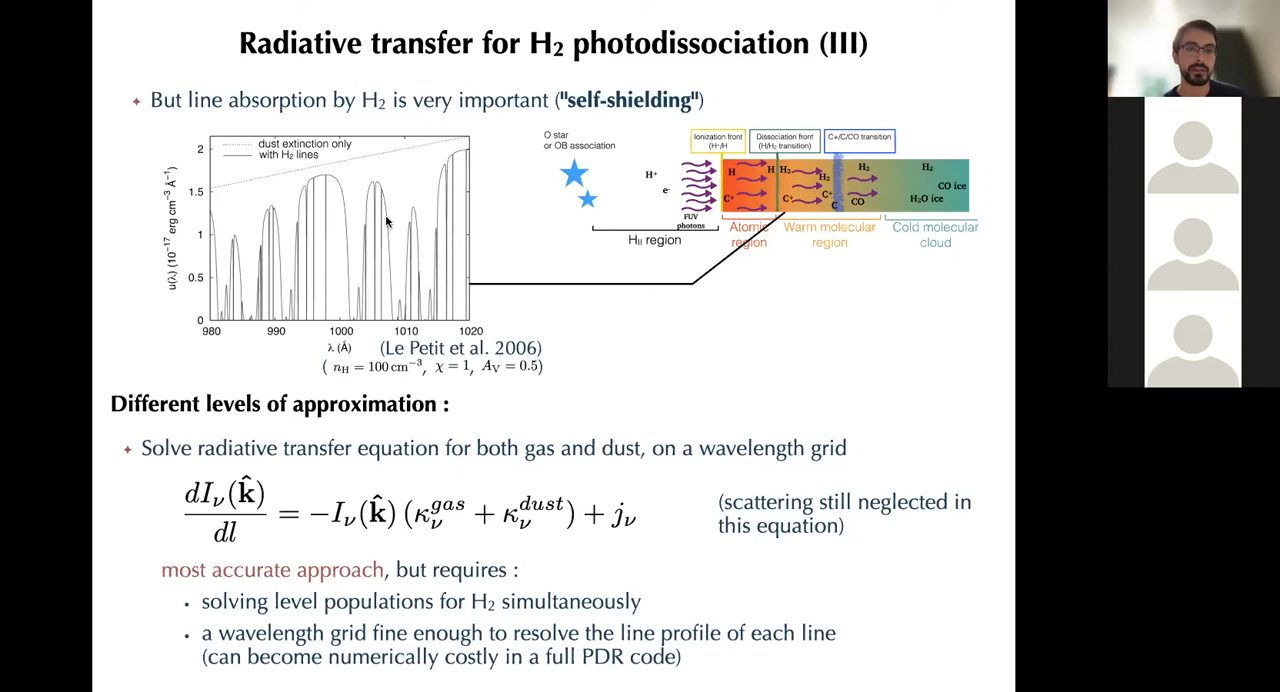 Radiative transfer for H₂ photodissociation (III)
But line absorption by H₂ is very important ("self-shielding")
dust extinction only
with H₂ lines
2
1.5
1
0.5
0
u(λ) (10⁻¹⁷ erg cm⁻³ Å⁻¹)
980
990
1000
1010
1020
λ (Å)
(Le Petit et al. 2006)
( n_H = 100 cm⁻³, χ = 1, A_V = 0.5)
O star
or OB association
H⁺
e⁻
FUV
photons
HII region
Ionization front
(H⁺/H
Dissociation front
(H/H₂ transition)
C+/C/CO transition
H
H
H₂
H₂
H₂
H₂
C⁺
C⁺
C⁺
C
CO
CO ice
H₂O ice
Atomic
region
Warm molecular
region
Cold molecular
cloud
Different levels of approximation :
Solve radiative transfer equation for both gas and dust, on a wavelength grid
dI_ν(k̂)/dl = −I_ν(k̂) (κ_ν^gas + κ_ν^dust) + j_ν
(scattering still neglected in
this equation)
most accurate approach, but requires :
• solving level populations for H₂ simultaneously
• a wavelength grid fine enough to resolve the line profile of each line
(can become numerically costly in a full PDR code)